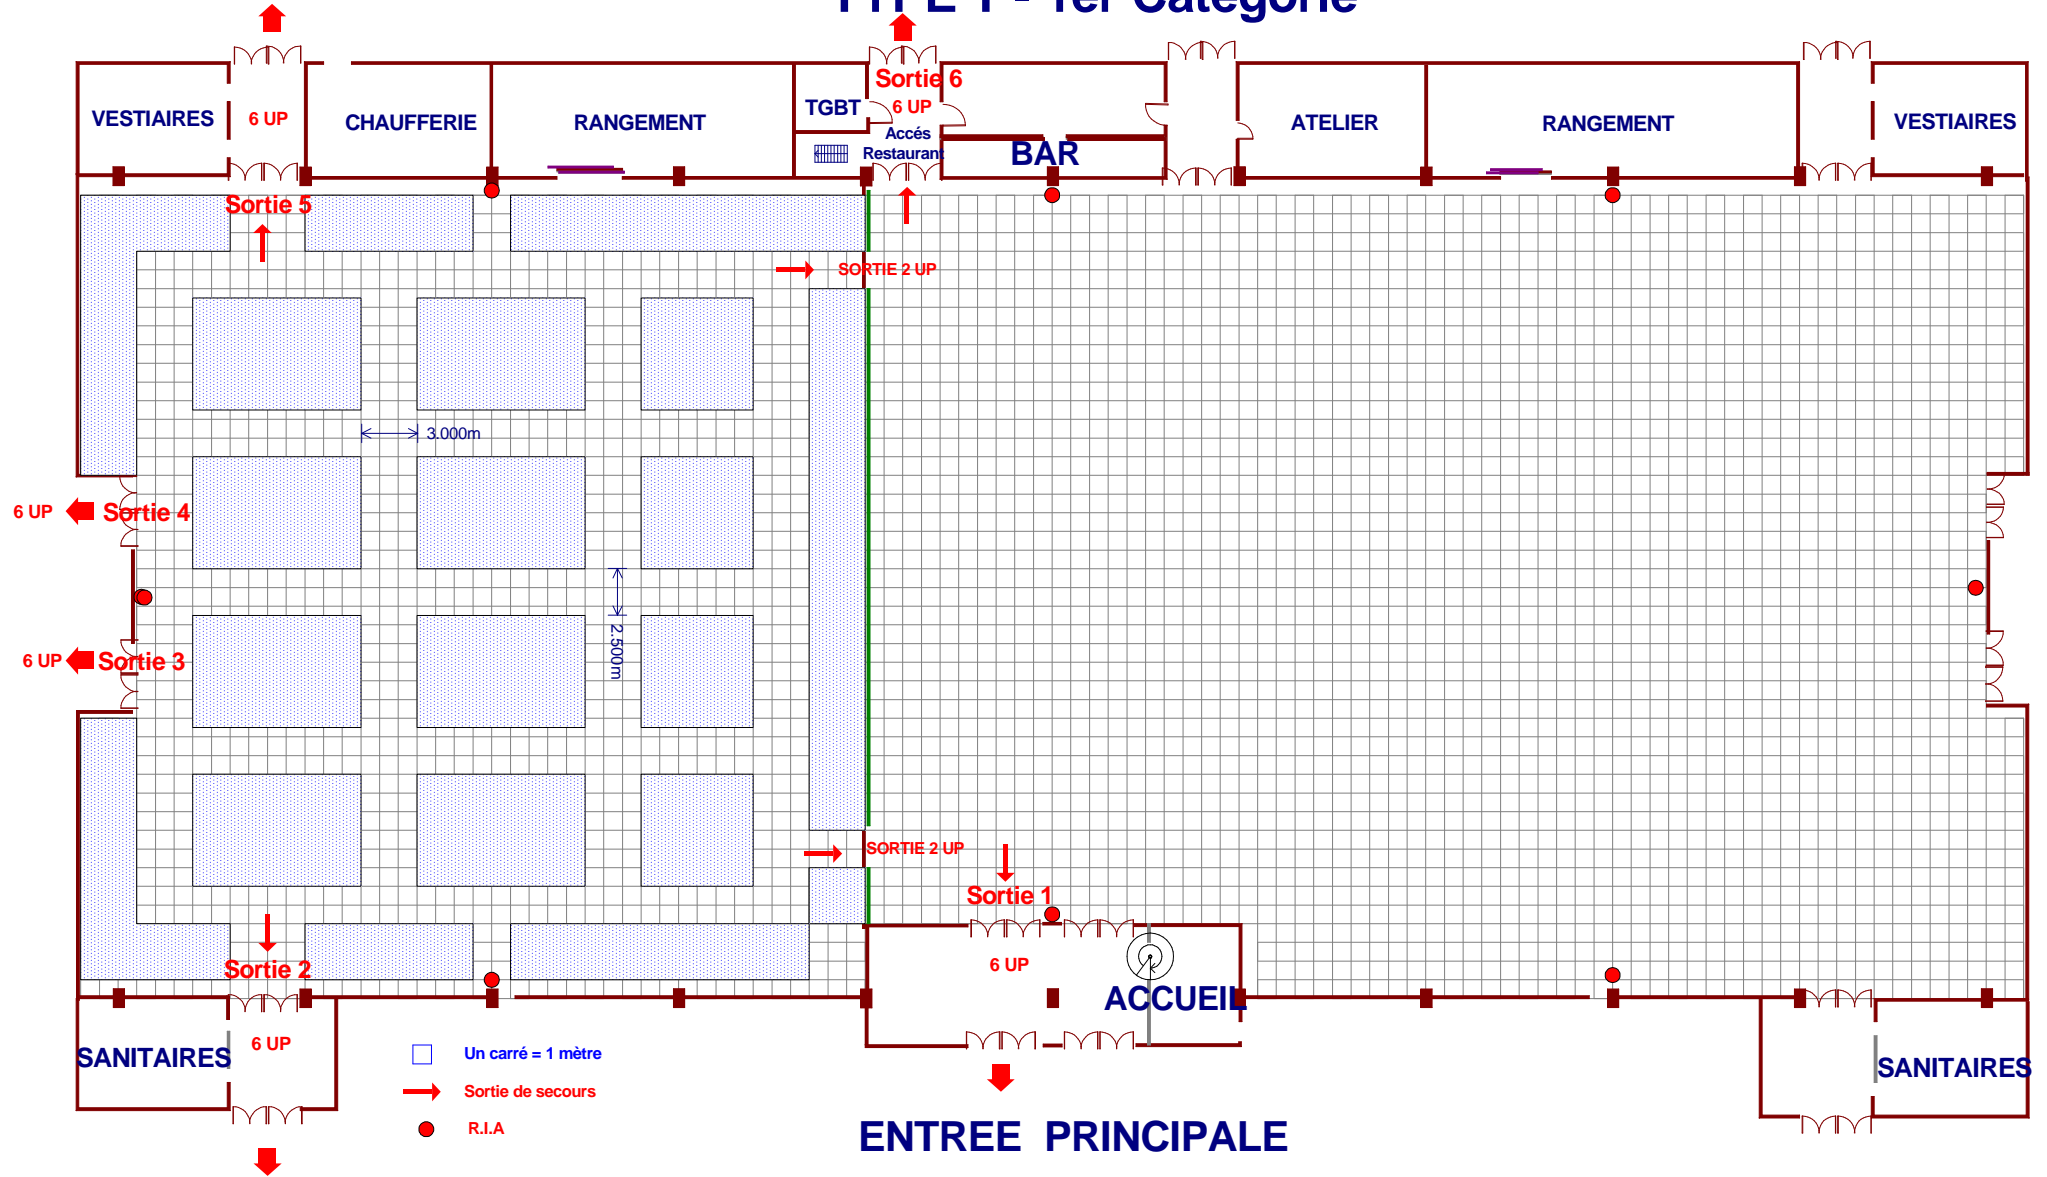 1er Catégorie
Sortie 6
VESTIAIRES
6 UP
CHAUFFERIE
RANGEMENT
TGBT
6 UP
Accés
Restaurant
BAR
ATELIER
RANGEMENT
VESTIAIRES
Sortie 5
SORTIE 2 UP
3.000m
6 UP
Sortie 4
2.500m
6 UP
Sortie 3
SORTIE 2 UP
Sortie 1
Sortie 2
6 UP
ACCUEIL
SANITAIRES
6 UP
Un carré = 1 mètre
SANITAIRES
Sortie de secours
R.I.A
ENTREE PRINCIPALE